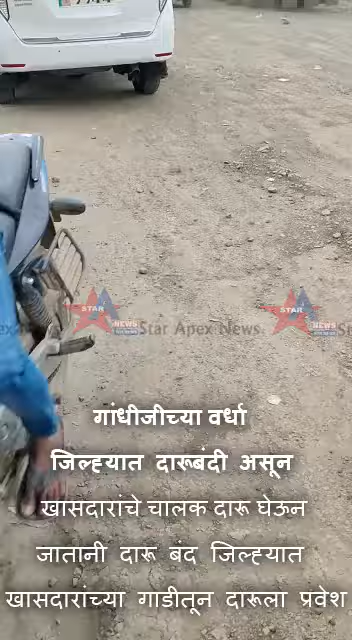 STAR NEWS Star Apex News STAR NEWS
गांधीजीच्या वर्धा
जिल्ह्यात दारूबंदी असून
खासदारांचे चालक दारू घेऊन
जातानी दारू बंद जिल्ह्यात
खासदारांच्या गाडीतून दारूला प्रवेश